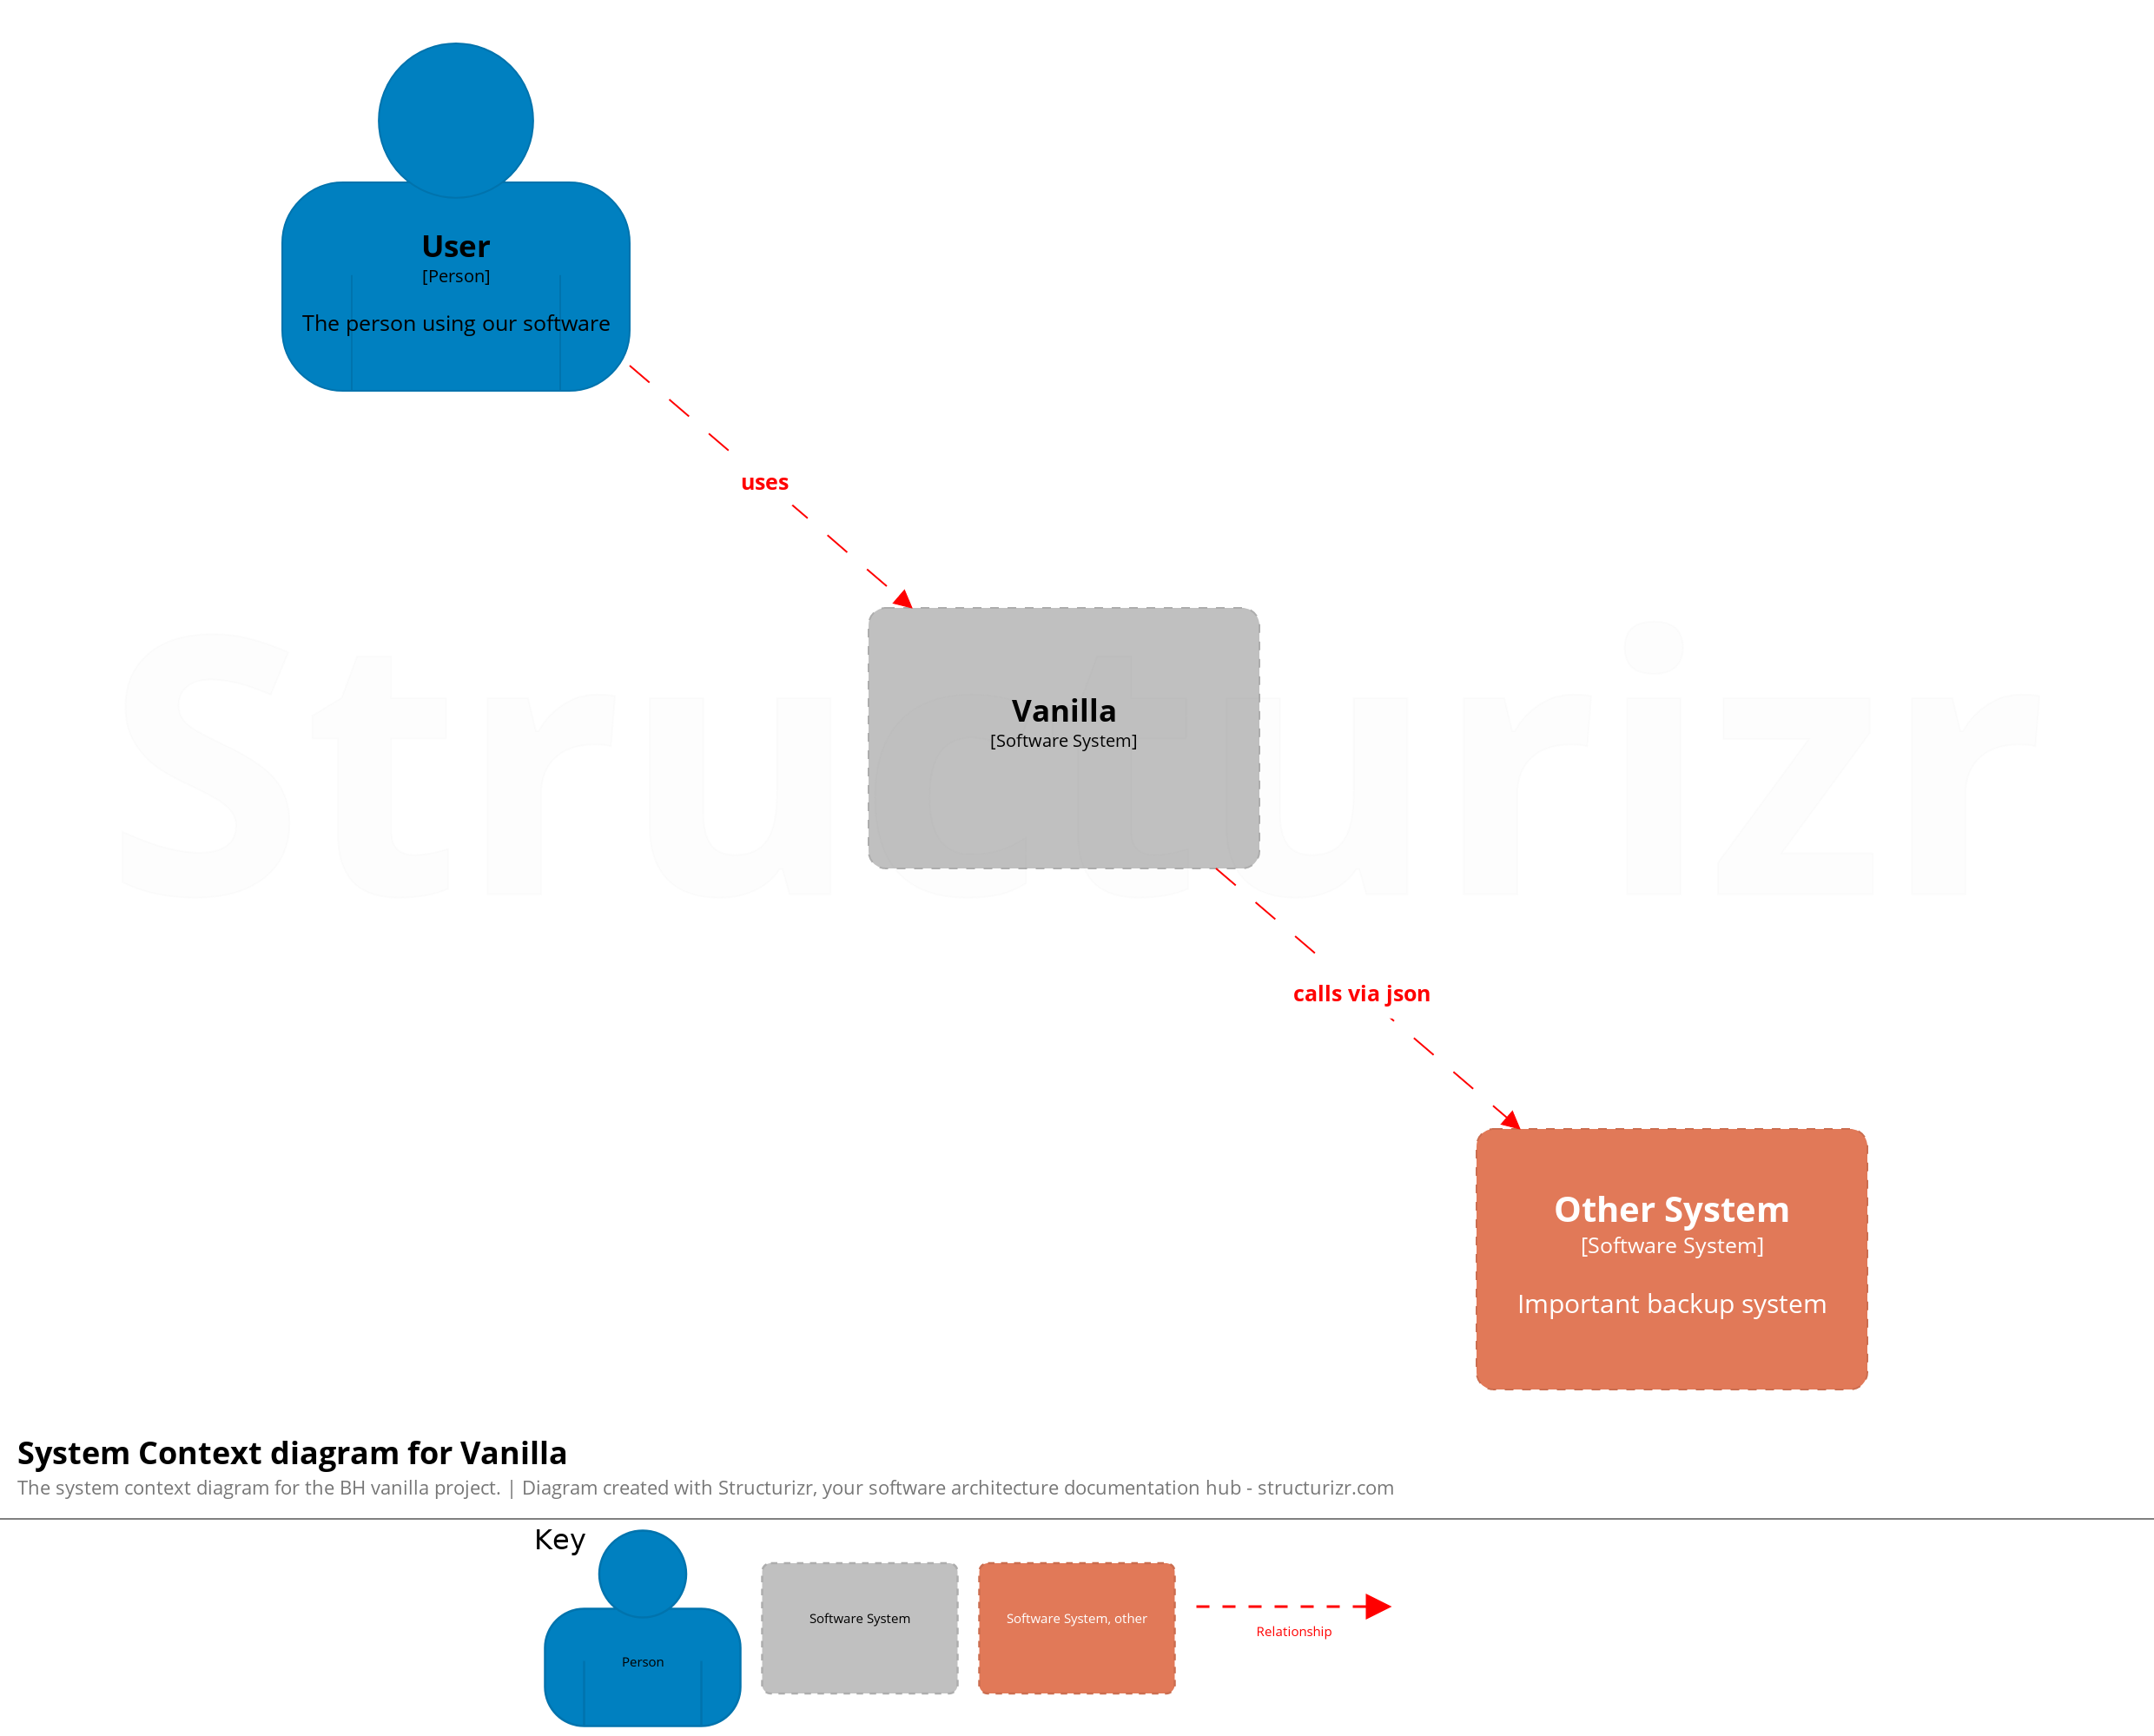 User
[Person]
The person using our software
uses
Structurizr
Vanilla
[Software System]
calls via json
Other System
[Software System]
Important backup system
System Context diagram for Vanilla
The system context diagram for the BH vanilla project. | Diagram created with Structurizr, your software architecture documentation hub - structurizr.com
Key
Person
Software System
Software System, other
Relationship